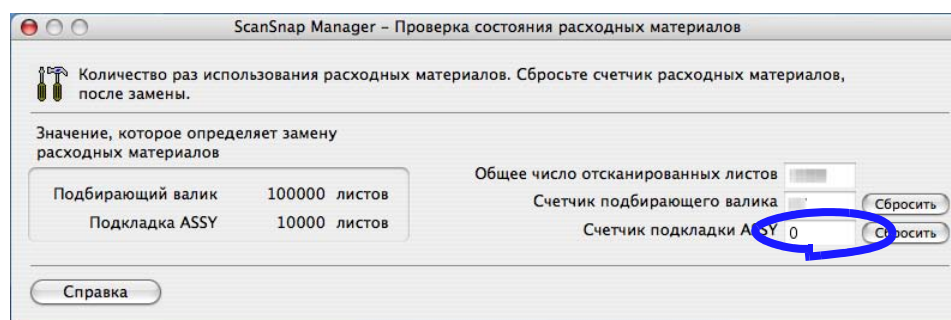 ScanSnap Manager – Проверка состояния расходных материалов
Количество раз использования расходных материалов. Сбросьте счетчик расходных материалов,
после замены.
Значение, которое определяет замену
расходных материалов
Подбирающий валик 100000 листов
Подкладка ASSY 10000 листов
Общее число отсканированных листов
Счетчик подбирающего валика Сбросить
Счетчик подкладки ASSY 0 Сбросить
Справка